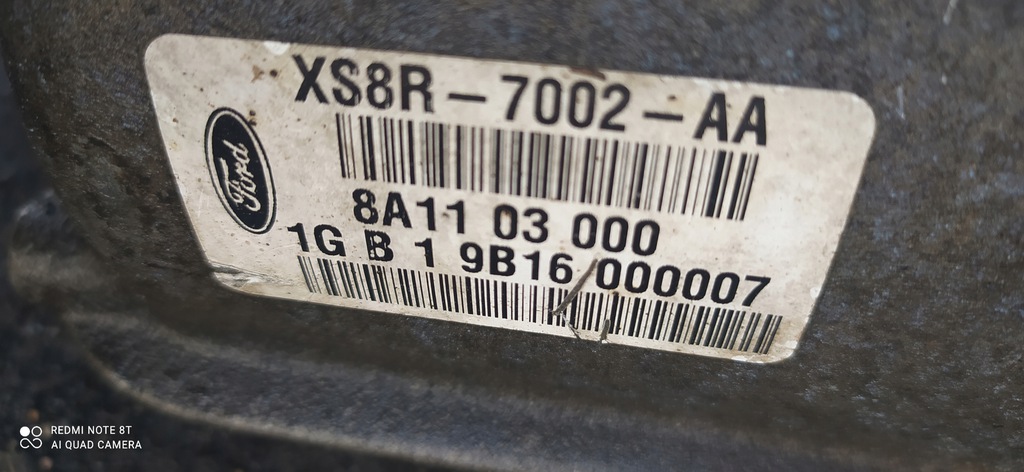 XS8R-7002-AA
Ford
8A11 03 000
1G B 1 9B16 000007
REDMI NOTE 8T
AI QUAD CAMERA